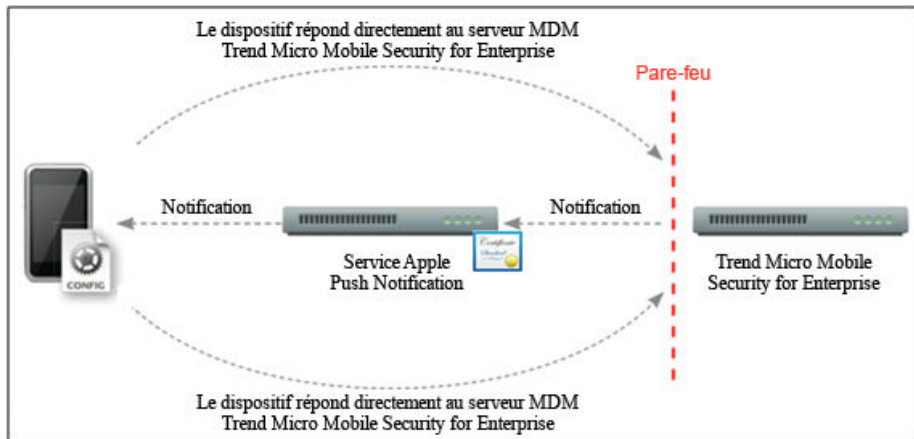 Le dispositif répond directement au serveur MDM
Trend Micro Mobile Security for Enterprise
Pare-feu
Notification
Notification
CONFIG
Service Apple
Push Notification
Trend Micro Mobile
Security for Enterprise
Le dispositif répond directement au serveur MDM
Trend Micro Mobile Security for Enterprise